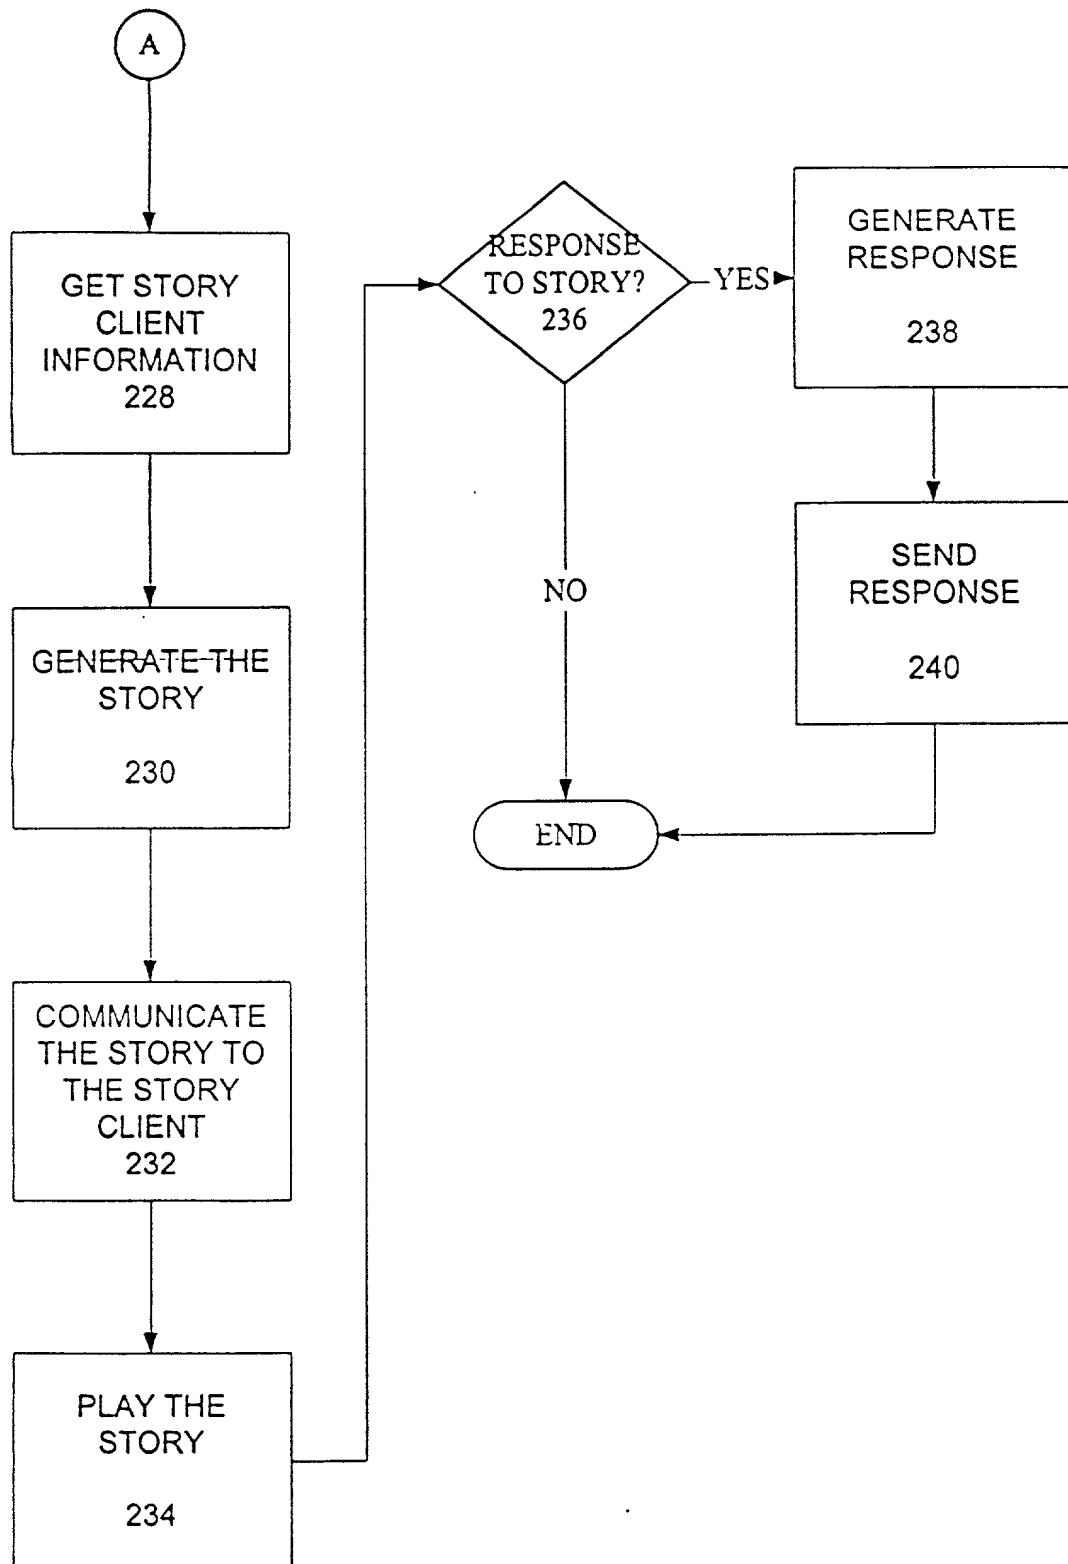 A
GET STORY
CLIENT
INFORMATION
228
GENERATE THE
STORY
230
COMMUNICATE
THE STORY TO
THE STORY
CLIENT
232
PLAY THE
STORY
234
RESPONSE
TO STORY?
236
YES
NO
GENERATE
RESPONSE
238
SEND
RESPONSE
240
END